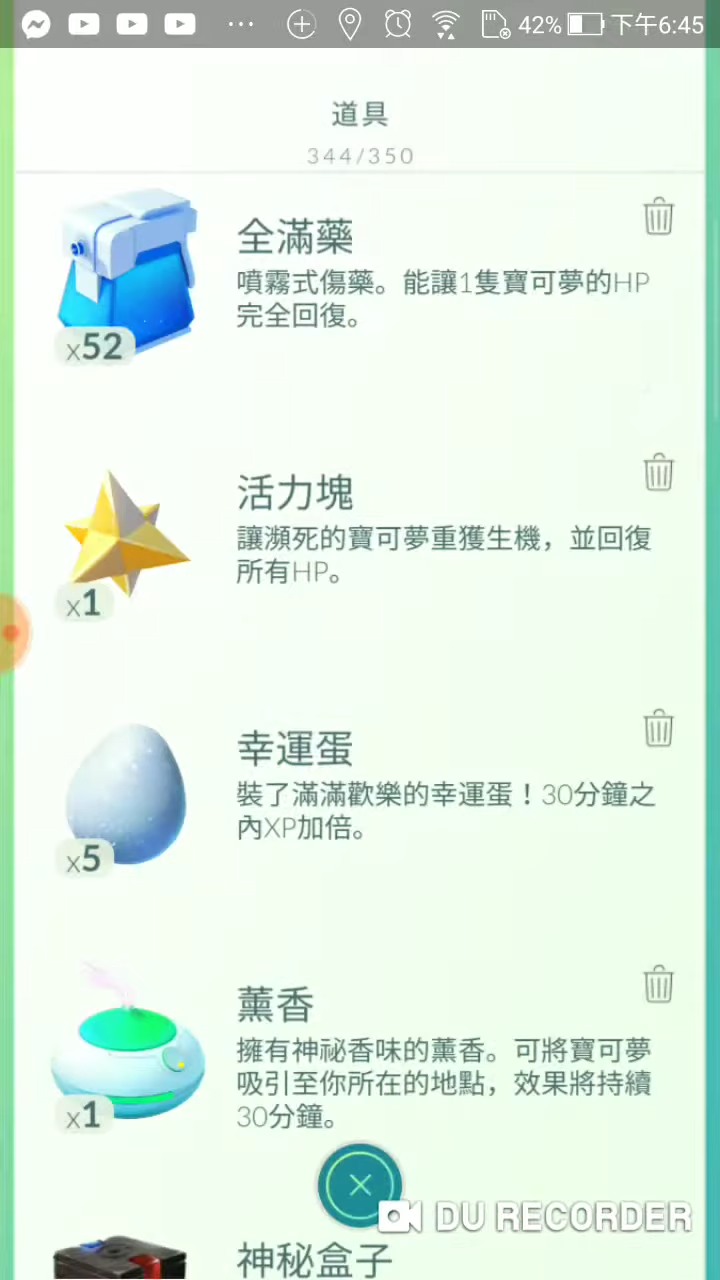 42% 下午6:45
道具
344/350
全滿藥
噴霧式傷藥。能讓1隻寶可夢的HP
完全回復。
x52
活力塊
讓瀕死的寶可夢重獲生機，並回復
所有HP。
x1
幸運蛋
裝了滿滿歡樂的幸運蛋！30分鐘之
內XP加倍。
x5
薰香
擁有神祕香味的薰香。可將寶可夢
吸引至你所在的地點，效果將持續
30分鐘。
x1
DU RECORDER
神秘盒子